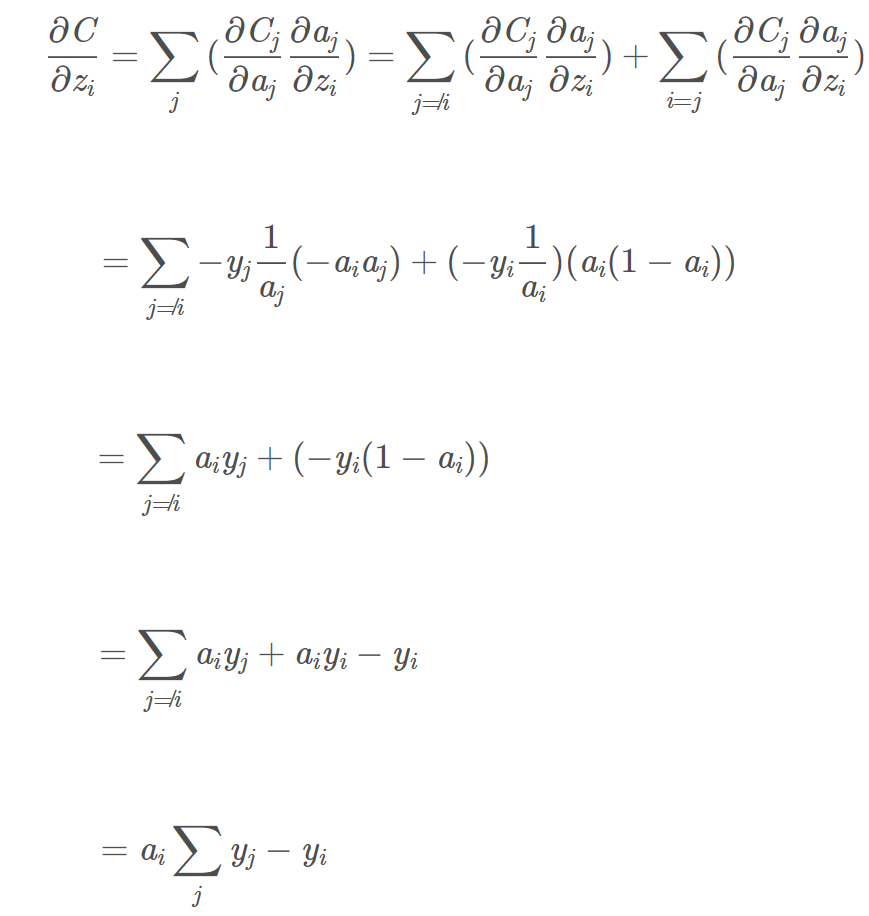 ∂C/∂z_i = ∑_j (∂C_j/∂a_j ∂a_j/∂z_i) = ∑_{j≠i} (∂C_j/∂a_j ∂a_j/∂z_i) + ∑_{i=j} (∂C_j/∂a_j ∂a_j/∂z_i)
= ∑_{j≠i} −y_j 1/a_j (−a_i a_j) + (−y_i 1/a_i)(a_i(1 − a_i))
= ∑_{j≠i} a_i y_j + (−y_i(1 − a_i))
= ∑_{j≠i} a_i y_j + a_i y_i − y_i
= a_i ∑_j y_j − y_i